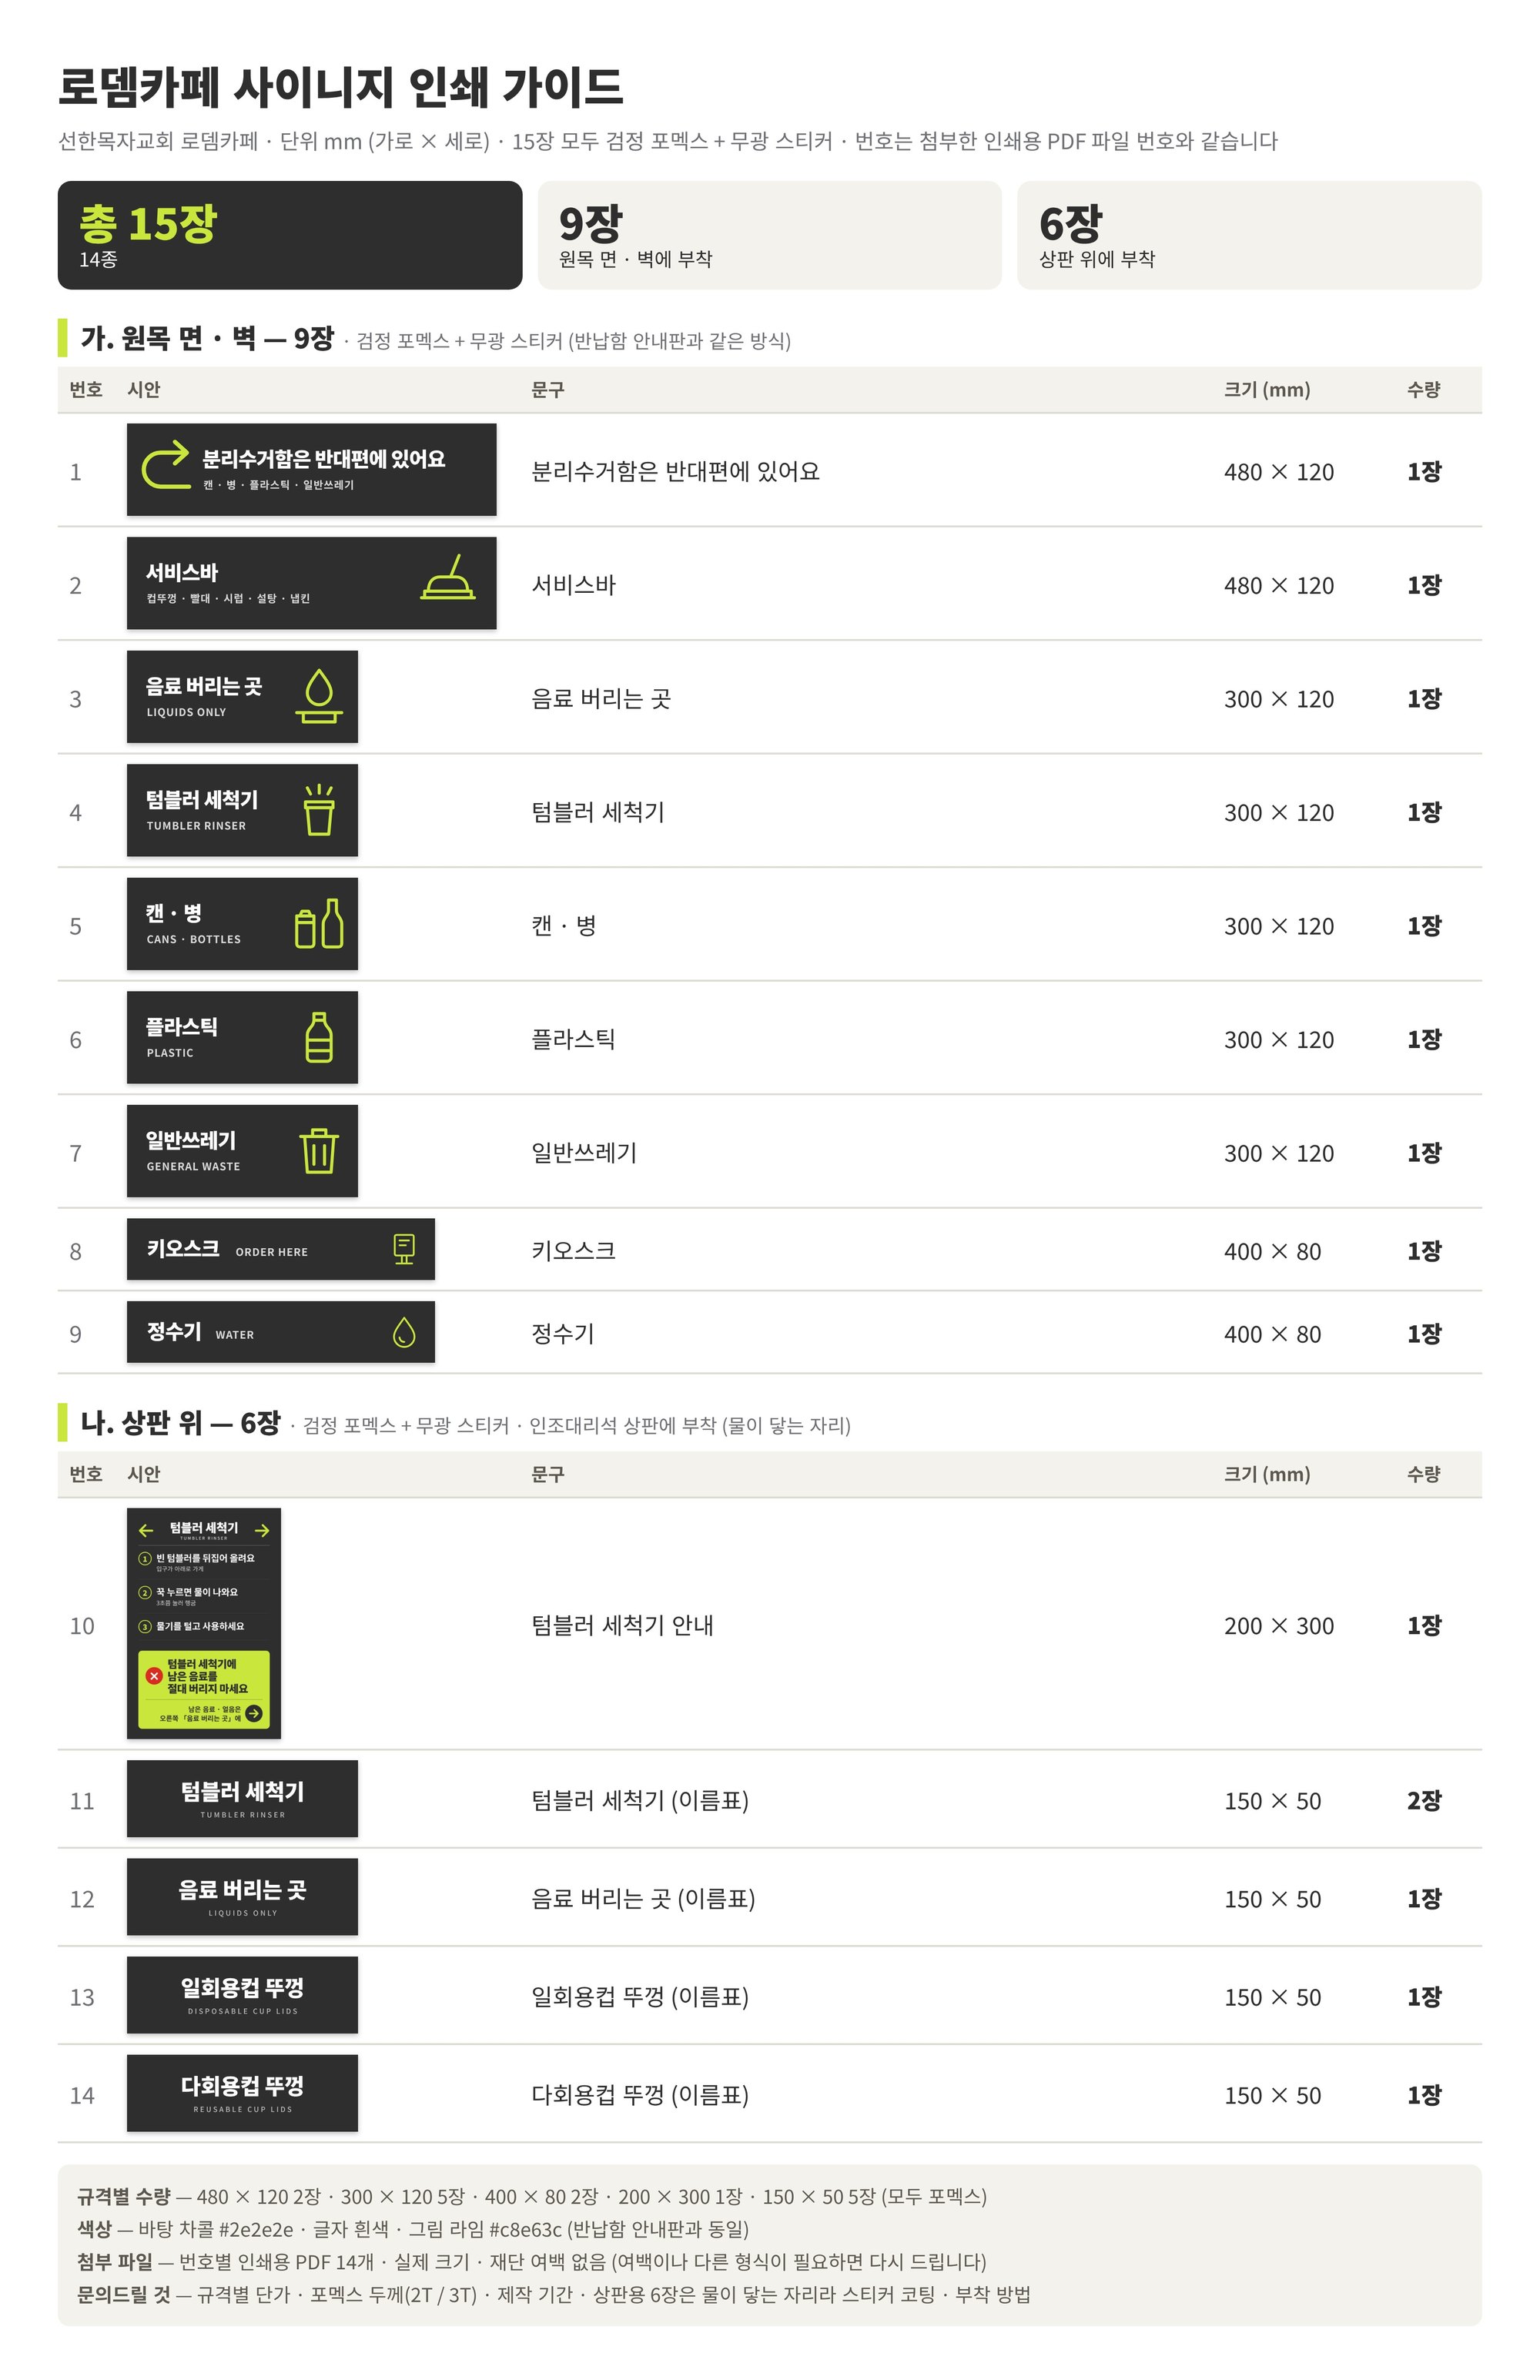 로뎀카페 사이니지 인쇄 가이드
선한목자교회 로뎀카페 · 단위 mm (가로 × 세로) · 15장 모두 검정 포멕스 + 무광 스티커 · 번호는 첨부한 인쇄용 PDF 파일 번호와 같습니다
총 15장
14종
9장
원목 면 · 벽에 부착
6장
상판 위에 부착
가. 원목 면 · 벽 — 9장 · 검정 포멕스 + 무광 스티커 (반납함 안내판과 같은 방식)
번호 시안 문구 크기 (mm) 수량
1
분리수거함은 반대편에 있어요
캔 · 병 · 플라스틱 · 일반쓰레기
분리수거함은 반대편에 있어요 480 × 120 1장
2
서비스바
컵뚜껑 · 빨대 · 시럽 · 설탕 · 냅킨
서비스바 480 × 120 1장
3
음료 버리는 곳
LIQUIDS ONLY
음료 버리는 곳 300 × 120 1장
4
텀블러 세척기
TUMBLER RINSER
텀블러 세척기 300 × 120 1장
5
캔 · 병
CANS · BOTTLES
캔 · 병 300 × 120 1장
6
플라스틱
PLASTIC
플라스틱 300 × 120 1장
7
일반쓰레기
GENERAL WASTE
일반쓰레기 300 × 120 1장
8
키오스크 ORDER HERE
키오스크 400 × 80 1장
9
정수기 WATER
정수기 400 × 80 1장
나. 상판 위 — 6장 · 검정 포멕스 + 무광 스티커 · 인조대리석 상판에 부착 (물이 닿는 자리)
번호 시안 문구 크기 (mm) 수량
10
텀블러 세척기
TUMBLER RINSER
1 빈 텀블러를 뒤집어 올려요
입구가 아래로 가게
2 꾹 누르면 물이 나와요
3초쯤 눌러 헹굼
3 물기를 털고 사용하세요
텀블러 세척기에
남은 음료를
절대 버리지 마세요
남은 음료 · 얼음은
오른쪽 「음료 버리는 곳」에
텀블러 세척기 안내 200 × 300 1장
11
텀블러 세척기
TUMBLER RINSER
텀블러 세척기 (이름표) 150 × 50 2장
12
음료 버리는 곳
LIQUIDS ONLY
음료 버리는 곳 (이름표) 150 × 50 1장
13
일회용컵 뚜껑
DISPOSABLE CUP LIDS
일회용컵 뚜껑 (이름표) 150 × 50 1장
14
다회용컵 뚜껑
REUSABLE CUP LIDS
다회용컵 뚜껑 (이름표) 150 × 50 1장
규격별 수량 — 480 × 120 2장 · 300 × 120 5장 · 400 × 80 2장 · 200 × 300 1장 · 150 × 50 5장 (모두 포멕스)
색상 — 바탕 차콜 #2e2e2e · 글자 흰색 · 그림 라임 #c8e63c (반납함 안내판과 동일)
첨부 파일 — 번호별 인쇄용 PDF 14개 · 실제 크기 · 재단 여백 없음 (여백이나 다른 형식이 필요하면 다시 드립니다)
문의드릴 것 — 규격별 단가 · 포멕스 두께(2T / 3T) · 제작 기간 · 상판용 6장은 물이 닿는 자리라 스티커 코팅 · 부착 방법